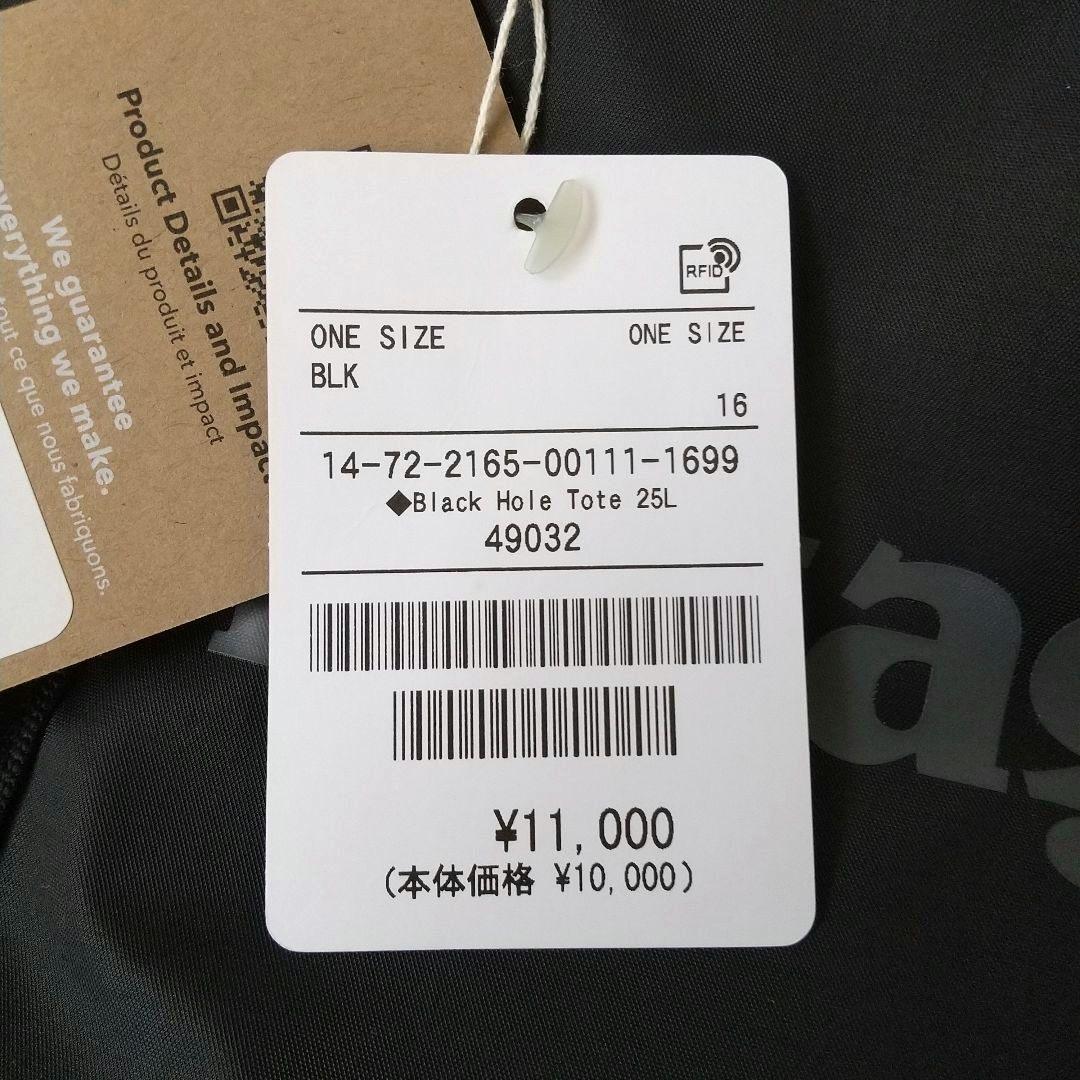 Product Details and Impact.
Détails du produit et impact
We guarantee
everything we make.
tout ce que nous fabriquons.
RFID
ONE SIZE ONE SIZE
BLK
16
14-72-2165-00111-1699
◆Black Hole Tote 25L
49032
¥11,000
(本体価格 ¥10,000)